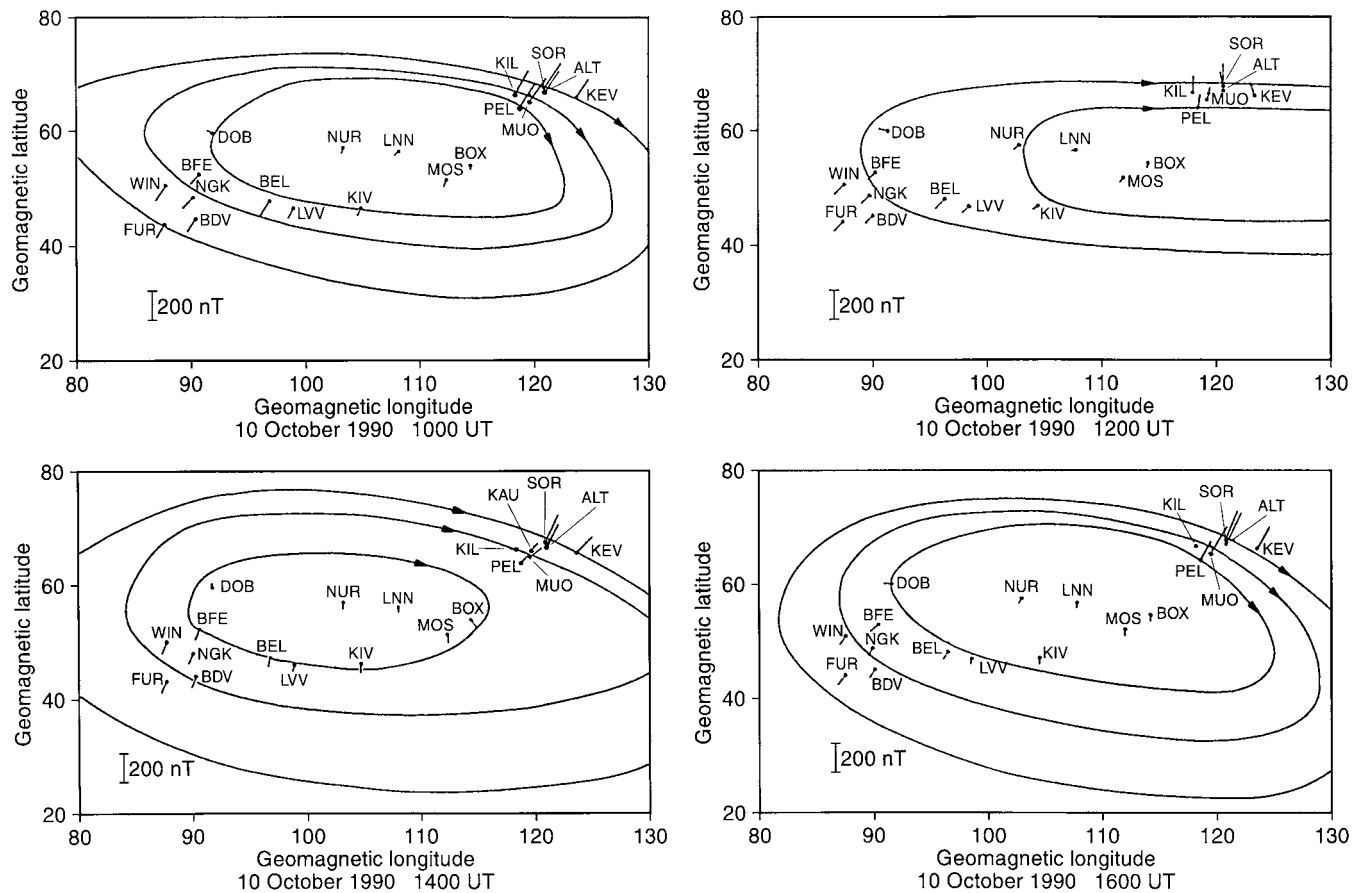 80
60
40
20
Geomagnetic latitude
KIL
SOR
ALT
KEV
PEL
MUO
DOB
NUR
LNN
BOX
MOS
BFE
WIN
NGK
BEL
KIV
LVV
BDV
FUR
200 nT
80 90 100 110 120 130
Geomagnetic longitude
10 October 1990 1000 UT
80
60
40
20
Geomagnetic latitude
SOR
ALT
KIL
MUO
KEV
PEL
DOB
NUR
LNN
BFE
BOX
WIN
MOS
NGK
BEL
LVV
KIV
FUR
BDV
200 nT
80 90 100 110 120 130
Geomagnetic longitude
10 October 1990 1200 UT
80
60
40
20
Geomagnetic latitude
SOR
KAU
ALT
KIL
KEV
PEL
MUO
DOB
NUR
LNN
BOX
BFE
MOS
WIN
NGK
BEL
KIV
LVV
FUR
BDV
200 nT
80 90 100 110 120 130
Geomagnetic longitude
10 October 1990 1400 UT
80
60
40
20
Geomagnetic latitude
SOR
KIL
ALT
KEV
PEL
MUO
DOB
NUR
LNN
BFE
MOS
BOX
WIN
NGK
BEL
KIV
LVV
FUR
BDV
200 nT
80 90 100 110 120 130
Geomagnetic longitude
10 October 1990 1600 UT